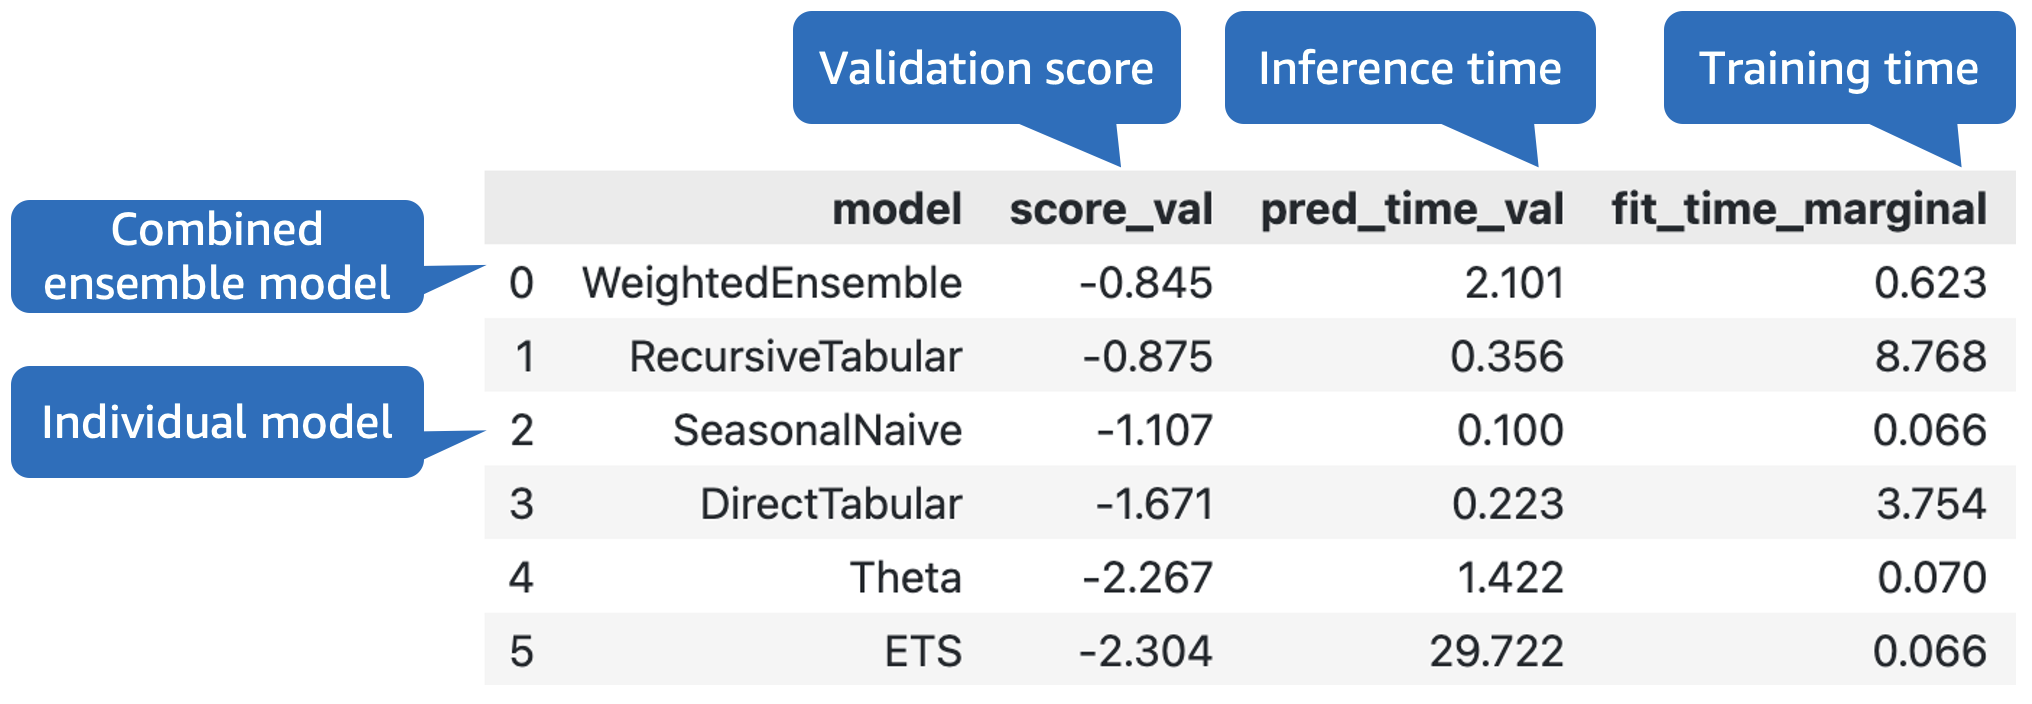 Validation score Inference time Training time
model score_val pred_time_val fit_time_marginal
Combined
ensemble model
0 WeightedEnsemble -0.845 2.101 0.623
1 RecursiveTabular -0.875 0.356 8.768
Individual model
2 SeasonalNaive -1.107 0.100 0.066
3 DirectTabular -1.671 0.223 3.754
4 Theta -2.267 1.422 0.070
5 ETS -2.304 29.722 0.066